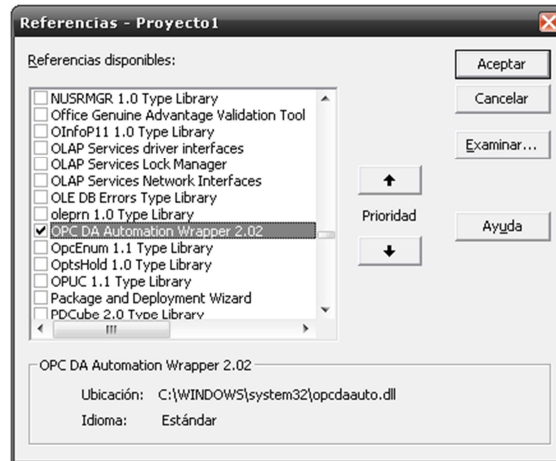 Referencias - Proyecto1
Referencias disponibles:
NUSRMGR 1.0 Type Library
Office Genuine Advantage Validation Tool
OInfoP11 1.0 Type Library
OLAP Services driver interfaces
OLAP Services Lock Manager
OLAP Services Network Interfaces
OLE DB Errors Type Library
oleprn 1.0 Type Library
OPC DA Automation Wrapper 2.02
OpcEnum 1.1 Type Library
OptsHold 1.0 Type Library
OPUC 1.1 Type Library
Package and Deployment Wizard
PDCube 2.0 Type Library
Prioridad
Aceptar
Cancelar
Examinar...
Ayuda
OPC DA Automation Wrapper 2.02
Ubicación: C:\WINDOWS\system32\opcdaauto.dll
Idioma: Estándar